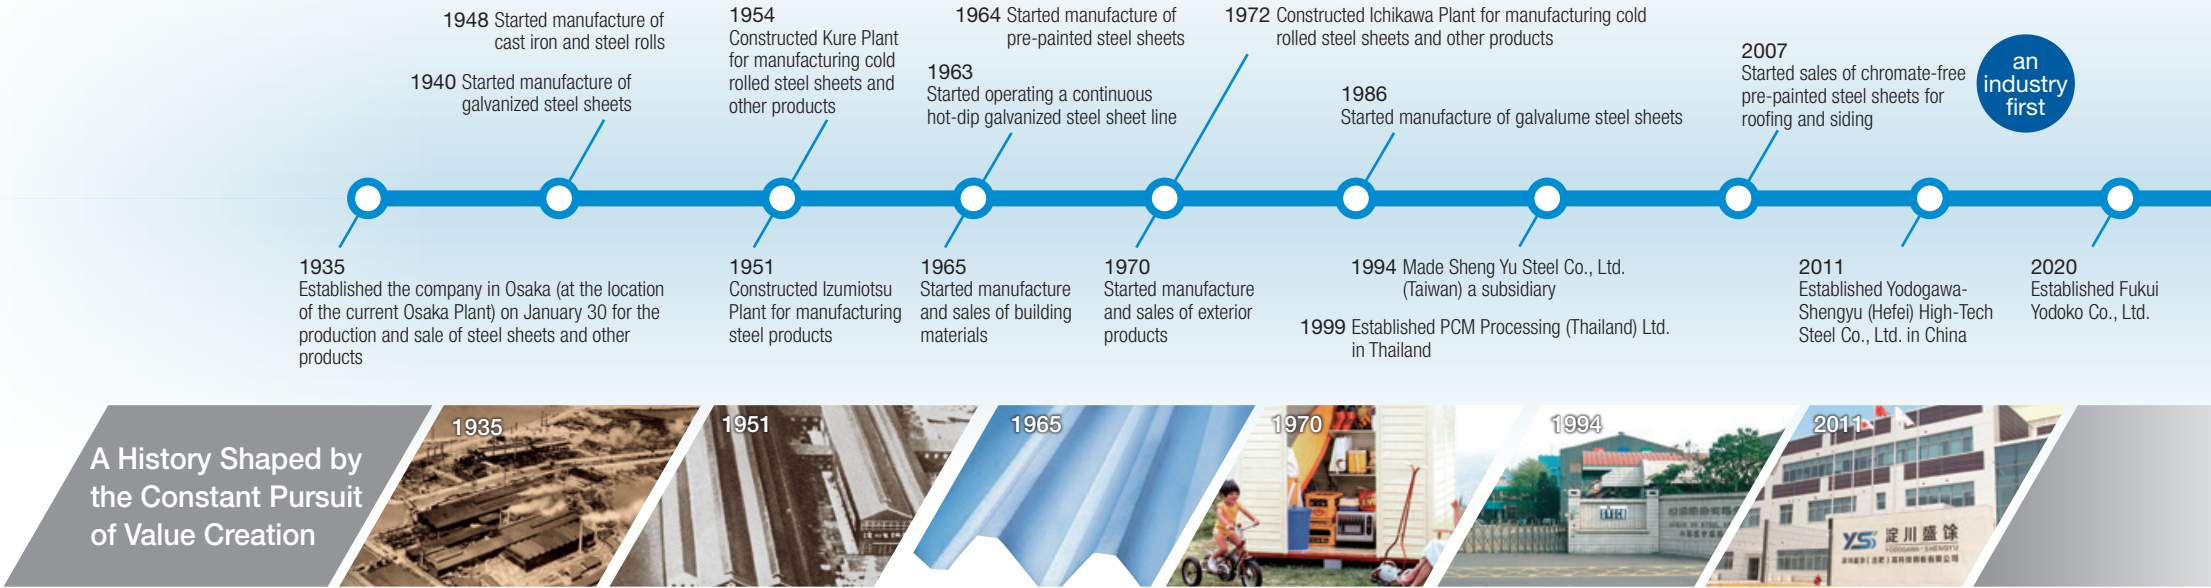 1948 Started manufacture of
cast iron and steel rolls
1940 Started manufacture of
galvanized steel sheets
1954
Constructed Kure Plant
for manufacturing cold
rolled steel sheets and
other products
1964 Started manufacture of
pre-painted steel sheets
1963
Started operating a continuous
hot-dip galvanized steel sheet line
1972 Constructed Ichikawa Plant for manufacturing cold
rolled steel sheets and other products
1986
Started manufacture of galvalume steel sheets
2007
Started sales of chromate-free
pre-painted steel sheets for
roofing and siding
an
industry
first
1935
Established the company in Osaka (at the location
of the current Osaka Plant) on January 30 for the
production and sale of steel sheets and other
products
1951
Constructed Izumiotsu
Plant for manufacturing
steel products
1965
Started manufacture
and sales of building
materials
1970
Started manufacture
and sales of exterior
products
1994 Made Sheng Yu Steel Co., Ltd.
(Taiwan) a subsidiary
1999 Established PCM Processing (Thailand) Ltd.
in Thailand
2011
Established Yodogawa-
Shengyu (Hefei) High-Tech
Steel Co., Ltd. in China
2020
Established Fukui
Yodoko Co., Ltd.
A History Shaped by
the Constant Pursuit
of Value Creation
1935
1951
1965
1970
1994
2011
YSS 淀川盛馀
YODOGAWA-SHENGYU